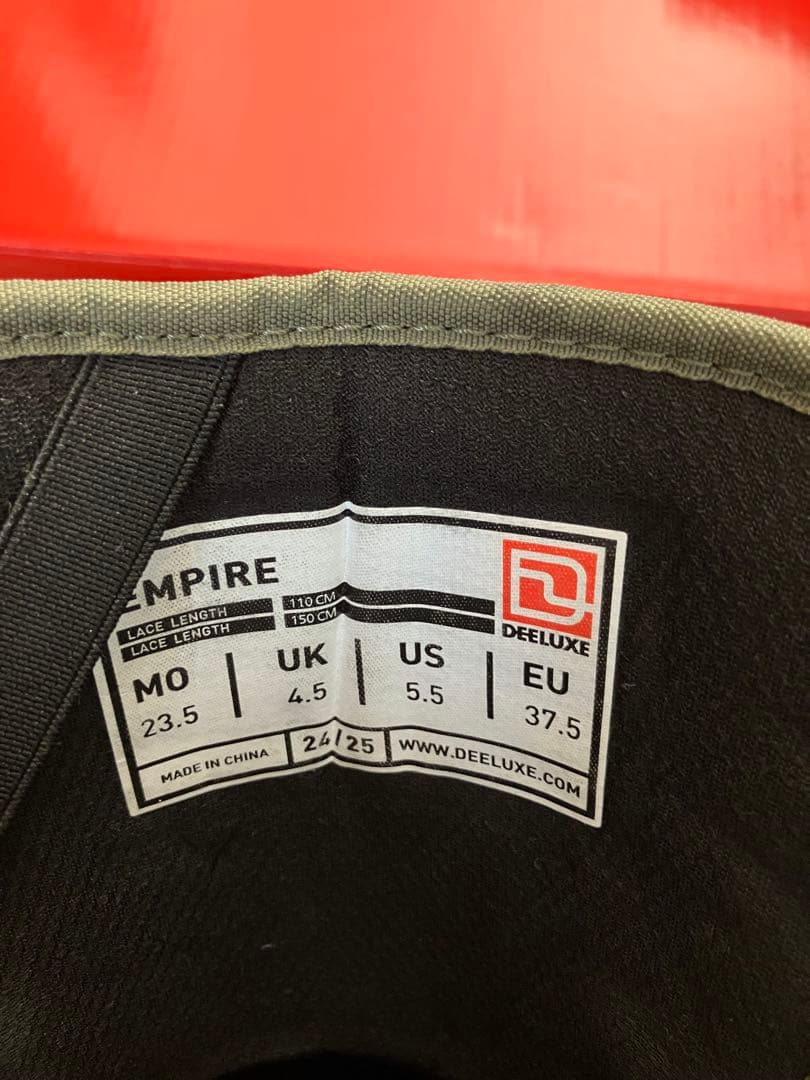 EMPIRE
LACE LENGTH 110 CM
LACE LENGTH 150 CM
DEELUXE
MO UK US EU
23.5 4.5 5.5 37.5
MADE IN CHINA 24/25 WWW.DEELUXE.COM